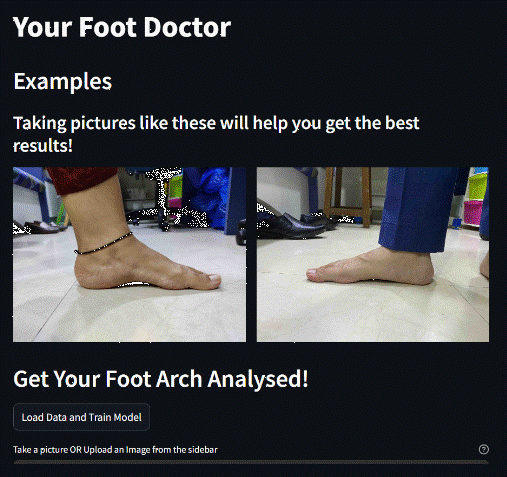 Your Foot Doctor
Examples
Taking pictures like these will help you get the best
results!
Get Your Foot Arch Analysed!
Load Data and Train Model
Take a picture OR Upload an Image from the sidebar